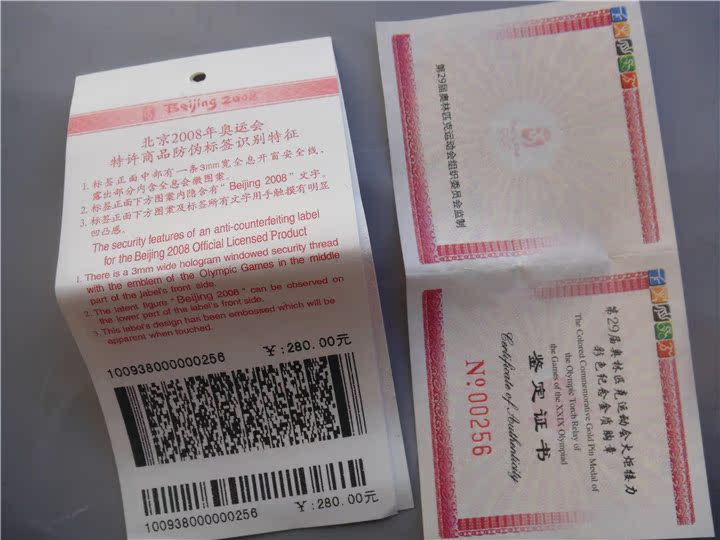 Beijing 2008
北京2008年奥运会
特许商品防伪标签识别特征
1. 标签正面中部有一条3mm宽全息开窗安全线,
露出部分内含全息会徽图案。
2. 标签正面下方图案内隐含有"Beijing 2008"文字。
3. 标签正面下方图案及标签所有文字用手触摸有明显
凹凸感。
The security features of an anti-counterfeiting label
for the Beijing 2008 Official Licensed Product
1. There is a 3mm wide hologram windowed security thread
with the emblem of the Olympic Games in the middle
part of the label's front side.
2. The latent figure "Beijing 2008" can be observed on
the lower part of the label's front side.
3. This label's design has been embossed which will be
apparent when touched.
100938000000256
¥:280.00元
100938000000256
¥:280.00元
第29届奥林匹克运动会组织委员会监制
第29届奥林匹克运动会火炬接力
彩色纪念金质胸章
The Colored Commemorative Gold Pin Medal of
the Olympic Torch Relay of
the Games of the XXIX Olympiad
鉴定证书
Certificate of Authenticity
No.00256